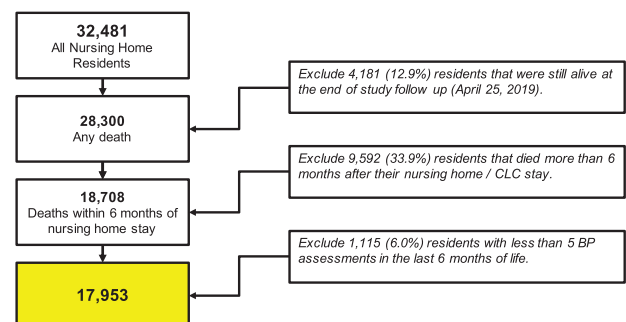 32,481
All Nursing Home
Residents
Exclude 4,181 (12.9%) residents that were still alive at
the end of study follow up (April 25, 2019).
28,300
Any death
Exclude 9,592 (33.9%) residents that died more than 6
months after their nursing home / CLC stay.
18,708
Deaths within 6 months of
nursing home stay
Exclude 1,115 (6.0%) residents with less than 5 BP
assessments in the last 6 months of life.
17,953